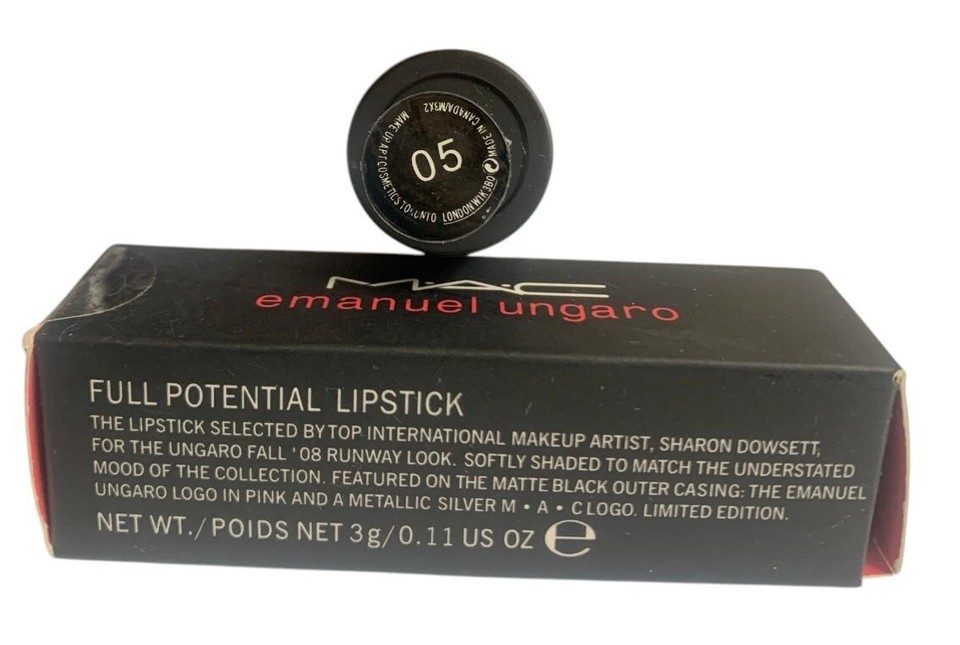 05
MAKE UP ART COSMETICS TORONTO LONDON W1K 3BQ MADE IN CANADA/M3X2
M·A·C
emanuel ungaro
FULL POTENTIAL LIPSTICK
THE LIPSTICK SELECTED BY TOP INTERNATIONAL MAKEUP ARTIST, SHARON DOWSETT,
FOR THE UNGARO FALL '08 RUNWAY LOOK. SOFTLY SHADED TO MATCH THE UNDERSTATED
MOOD OF THE COLLECTION. FEATURED ON THE MATTE BLACK OUTER CASING: THE EMANUEL
UNGARO LOGO IN PINK AND A METALLIC SILVER M • A • C LOGO. LIMITED EDITION.
NET WT./POIDS NET 3g/0.11 US OZ ℮